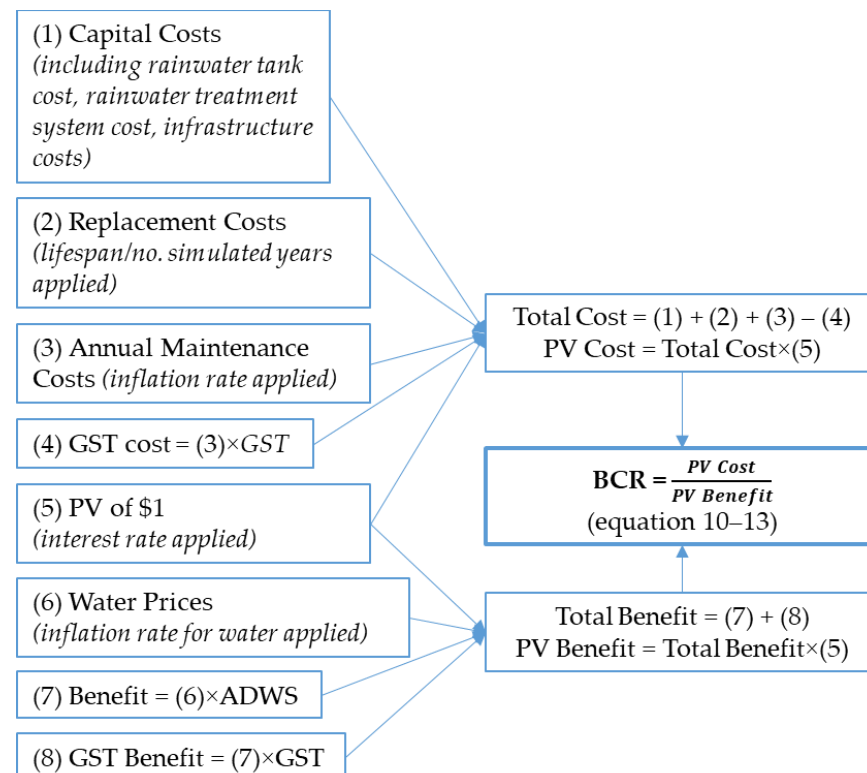 (1) Capital Costs
(including rainwater tank
cost, rainwater treatment
system cost, infrastructure
costs)
(2) Replacement Costs
(lifespan/no. simulated years
applied)
(3) Annual Maintenance
Costs (inflation rate applied)
(4) GST cost = (3)×GST
(5) PV of $1
(interest rate applied)
(6) Water Prices
(inflation rate for water applied)
(7) Benefit = (6)×ADWS
(8) GST Benefit = (7)×GST
Total Cost = (1) + (2) + (3) – (4)
PV Cost = Total Cost×(5)
BCR = PV Cost / PV Benefit
(equation 10–13)
Total Benefit = (7) + (8)
PV Benefit = Total Benefit×(5)